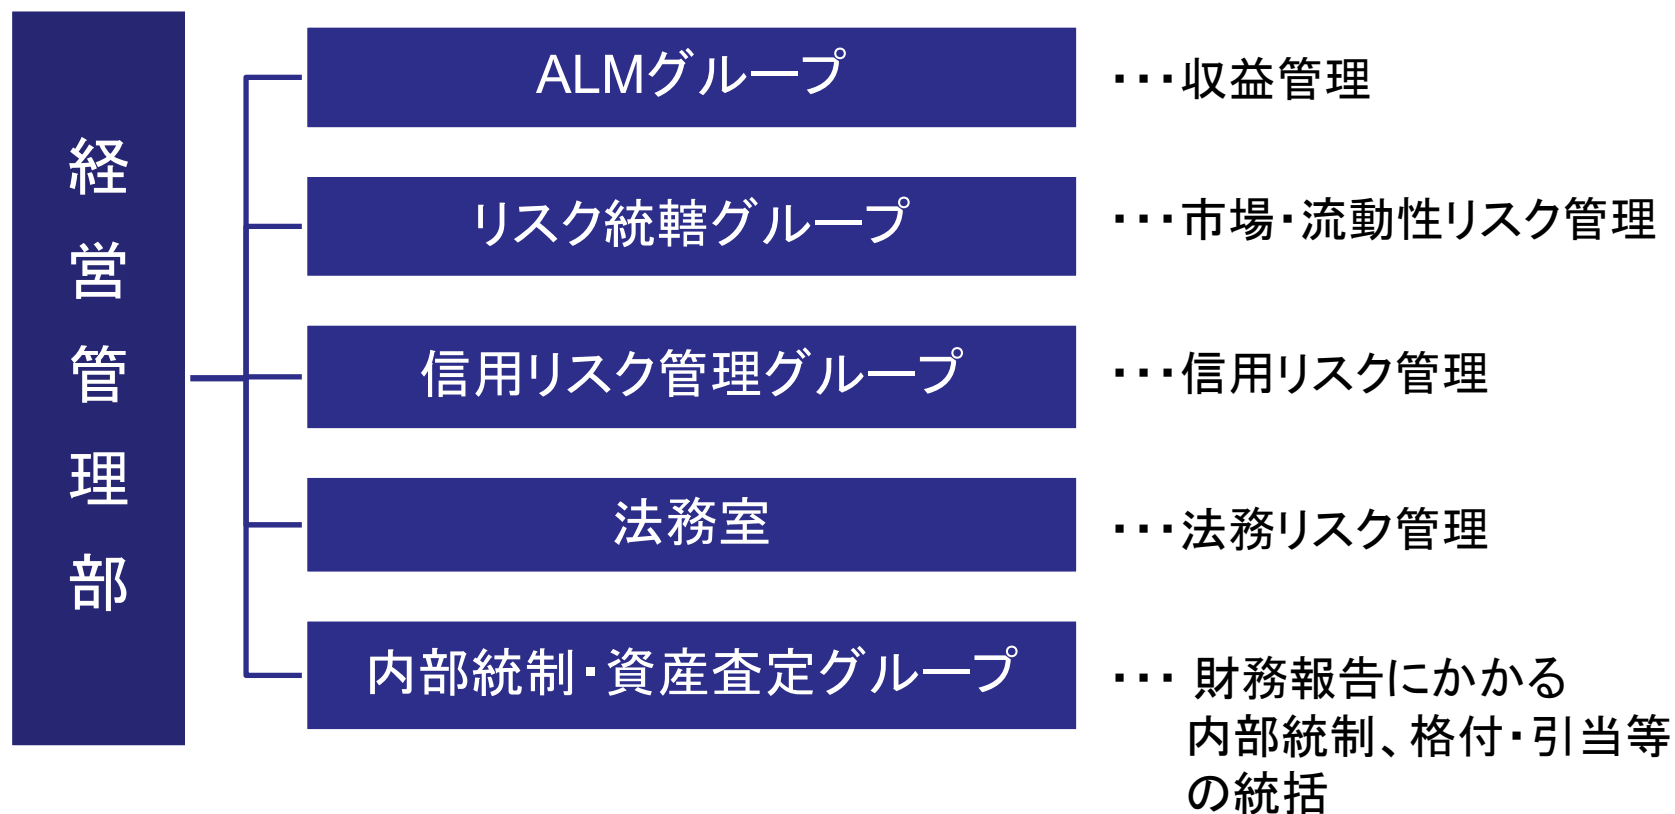 経営管理部
ALMグループ
・・・収益管理
リスク統轄グループ
・・・市場・流動性リスク管理
信用リスク管理グループ
・・・信用リスク管理
法務室
・・・法務リスク管理
内部統制・資産査定グループ
・・・ 財務報告にかかる
内部統制、格付・引当等
の統括